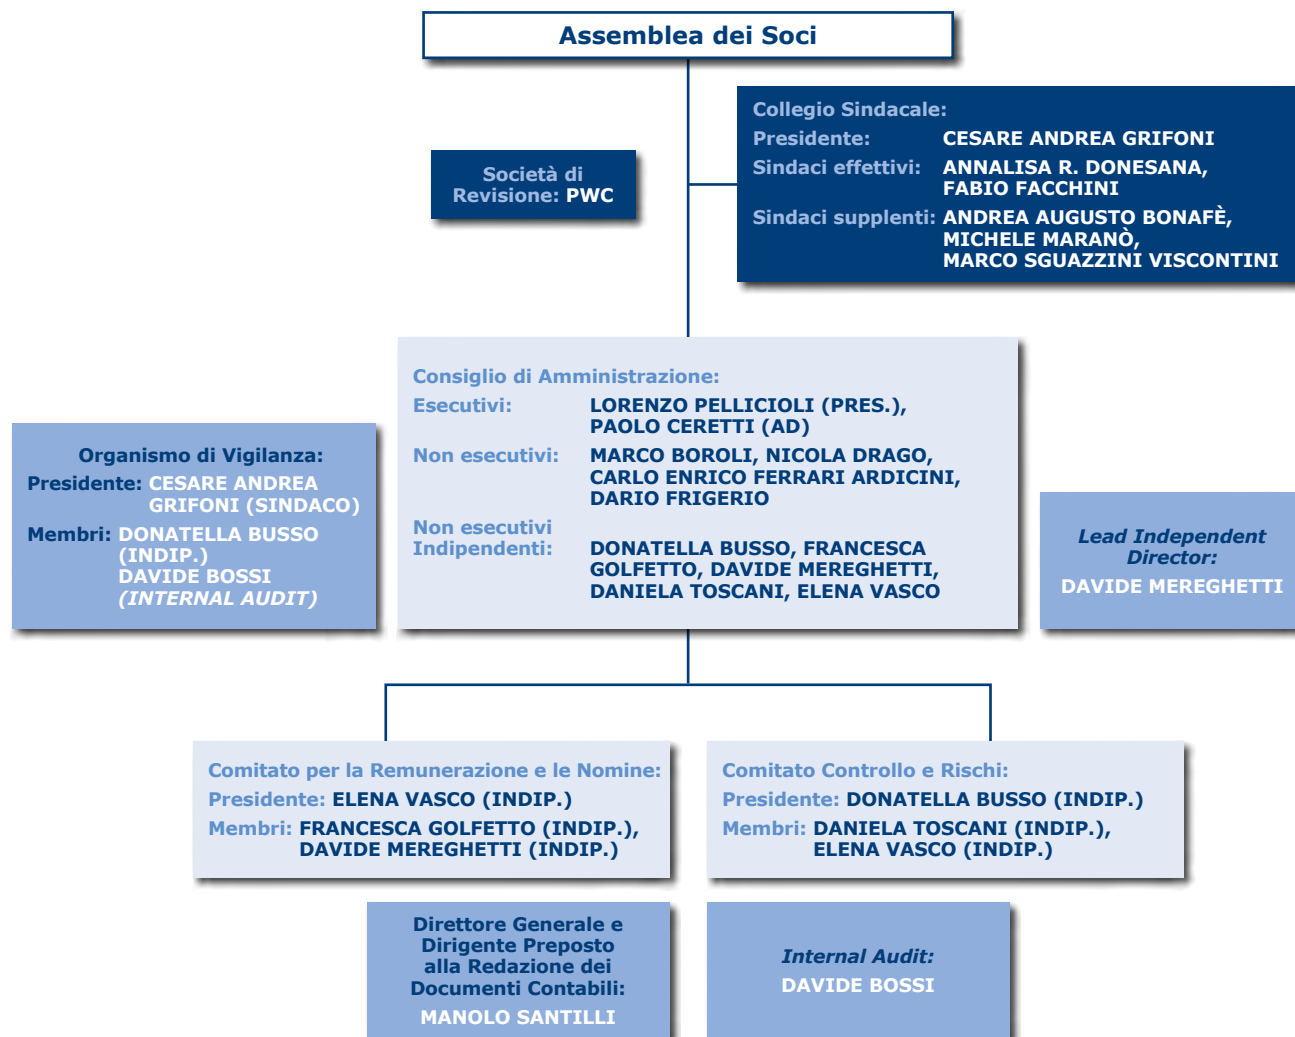 Assemblea dei Soci
Collegio Sindacale:
Presidente: CESARE ANDREA GRIFONI
Sindaci effettivi: ANNALISA R. DONESANA,
FABIO FACCHINI
Sindaci supplenti: ANDREA AUGUSTO BONAFÈ,
MICHELE MARANÒ,
MARCO SGUAZZINI VISCONTINI
Società di
Revisione: PWC
Consiglio di Amministrazione:
Esecutivi: LORENZO PELLICIOLI (PRES.),
PAOLO CERETTI (AD)
Non esecutivi: MARCO BOROLI, NICOLA DRAGO,
CARLO ENRICO FERRARI ARDICINI,
DARIO FRIGERIO
Non esecutivi
Indipendenti: DONATELLA BUSSO, FRANCESCA
GOLFETTO, DAVIDE MEREGHETTI,
DANIELA TOSCANI, ELENA VASCO
Organismo di Vigilanza:
Presidente: CESARE ANDREA
GRIFONI (SINDACO)
Membri: DONATELLA BUSSO
(INDIP.)
DAVIDE BOSSI
(INTERNAL AUDIT)
Lead Independent
Director:
DAVIDE MEREGHETTI
Comitato per la Remunerazione e le Nomine:
Presidente: ELENA VASCO (INDIP.)
Membri: FRANCESCA GOLFETTO (INDIP.),
DAVIDE MEREGHETTI (INDIP.)
Comitato Controllo e Rischi:
Presidente: DONATELLA BUSSO (INDIP.)
Membri: DANIELA TOSCANI (INDIP.),
ELENA VASCO (INDIP.)
Direttore Generale e
Dirigente Preposto
alla Redazione dei
Documenti Contabili:
MANOLO SANTILLI
Internal Audit:
DAVIDE BOSSI